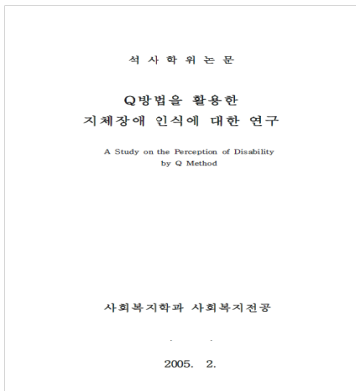 석 사 학 위 논 문
Q방법을 활용한
지체장애 인식에 대한 연구
A Study on the Perception of Disability
by Q Method
사회복지학과 사회복지전공
2005. 2.